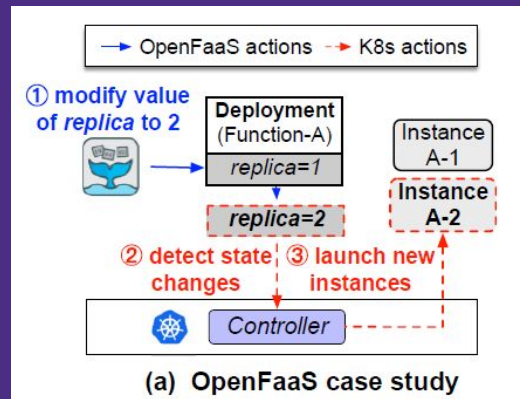 OpenFaaS actions
K8s actions
① modify value
of replica to 2
Deployment
(Function-A)
replica=1
replica=2
Instance
A-1
Instance
A-2
② detect state
changes
③ launch new
instances
Controller
(a) OpenFaaS case study